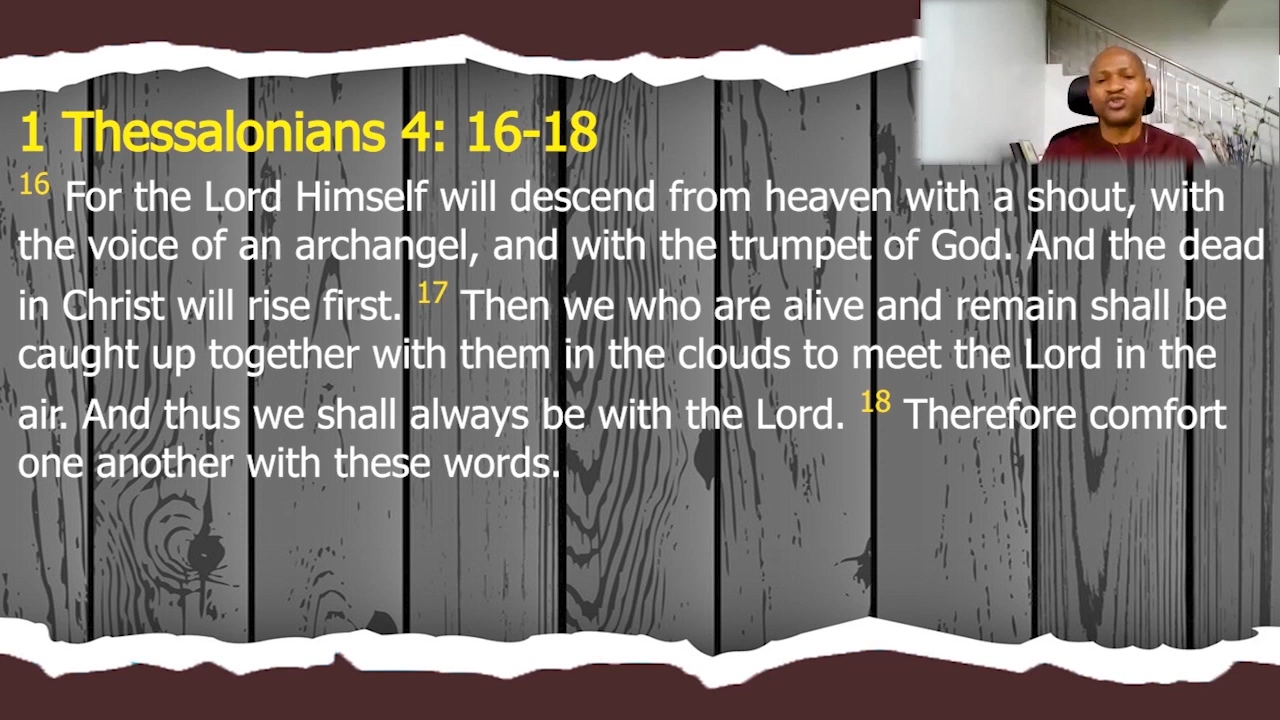 1 Thessalonians 4: 16-18
16 For the Lord Himself will descend from heaven with a shout, with
the voice of an archangel, and with the trumpet of God. And the dead
in Christ will rise first. 17 Then we who are alive and remain shall be
caught up together with them in the clouds to meet the Lord in the
air. And thus we shall always be with the Lord. 18 Therefore comfort
one another with these words.